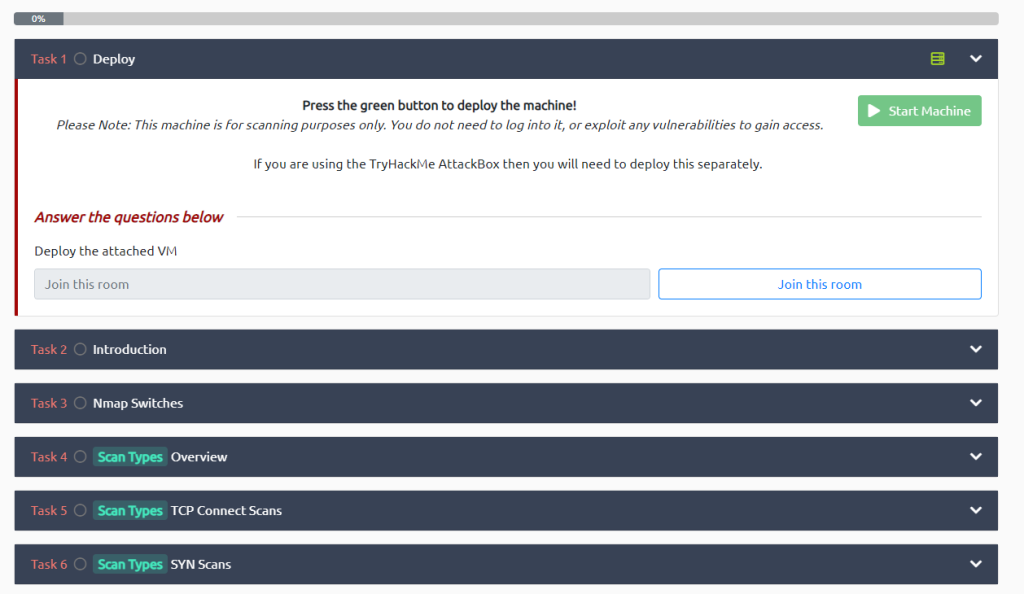 0%
Task 1 Deploy
Press the green button to deploy the machine!
Start Machine
Please Note: This machine is for scanning purposes only. You do not need to log into it, or exploit any vulnerabilities to gain access.
If you are using the TryHackMe AttackBox then you will need to deploy this separately.
Answer the questions below
Deploy the attached VM
Join this room
Join this room
Task 2 Introduction
Task 3 Nmap Switches
Task 4 Scan Types Overview
Task 5 Scan Types TCP Connect Scans
Task 6 Scan Types SYN Scans